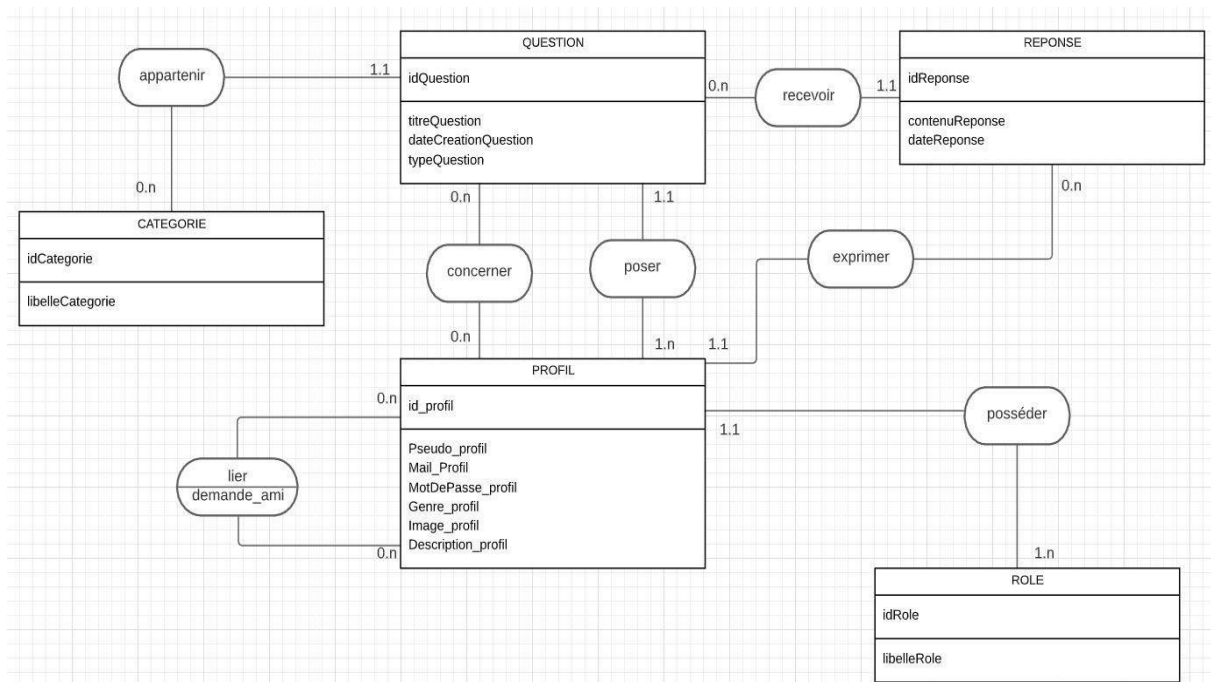 QUESTION
idQuestion
titreQuestion
dateCreationQuestion
typeQuestion
appartenir
1.1
0.n
recevoir
1.1
REPONSE
idReponse
contenuReponse
dateReponse
0.n
CATEGORIE
idCategorie
libelleCategorie
0.n
concerner
0.n
1.1
poser
1.n
0.n
exprimer
1.1
PROFIL
id_profil
Pseudo_profil
Mail_Profil
MotDePasse_profil
Genre_profil
Image_profil
Description_profil
0.n
lier
demande_ami
0.n
1.1
posséder
1.n
ROLE
idRole
libelleRole